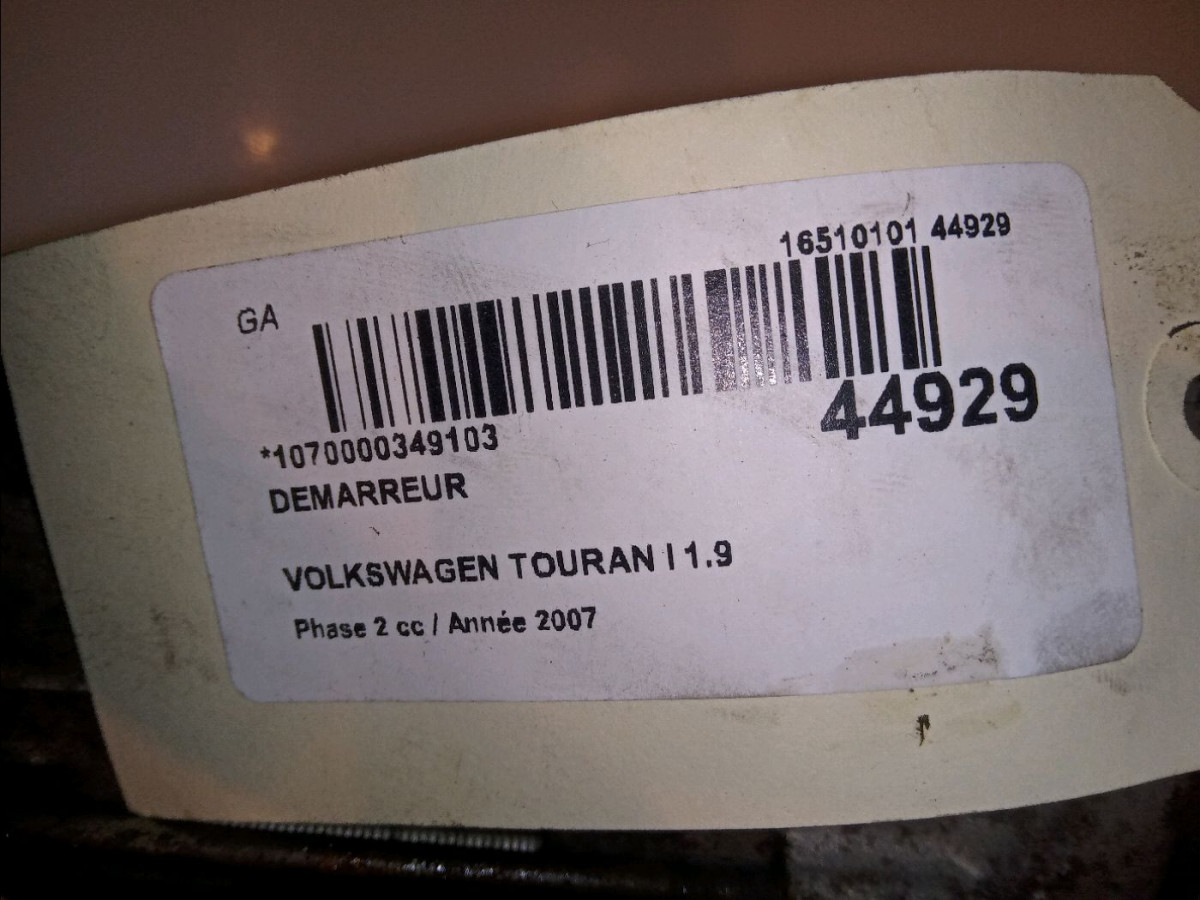 16510101 44929
GA
44929
*1070000349103
DEMARREUR
VOLKSWAGEN TOURAN I 1.9
Phase 2 cc / Année 2007